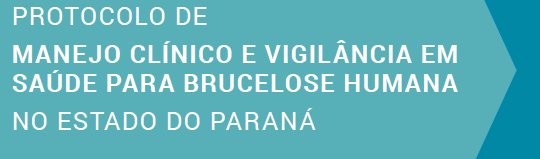 PROTOCOLO DE
MANEJO CLÍNICO E VIGILÂNCIA EM
SAÚDE PARA BRUCELOSE HUMANA
NO ESTADO DO PARANÁ